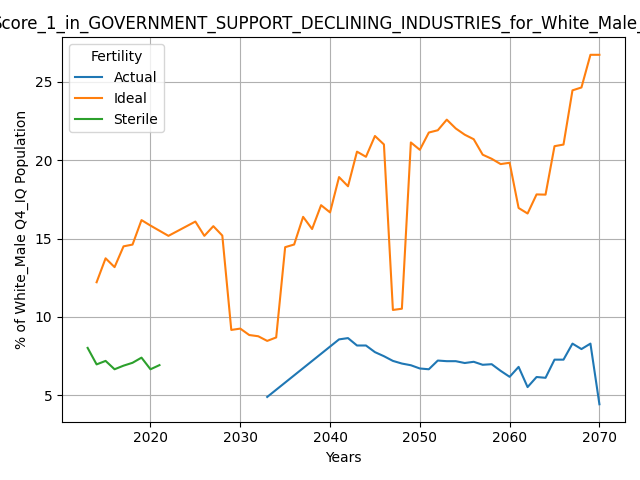 Score_1_in_GOVERNMENT_SUPPORT_DECLINING_INDUSTRIES_for_White_Male_
Fertility
Actual
Ideal
Sterile
% of White_Male Q4_IQ Population
25
20
15
10
5
2020 2030 2040 2050 2060 2070
Years